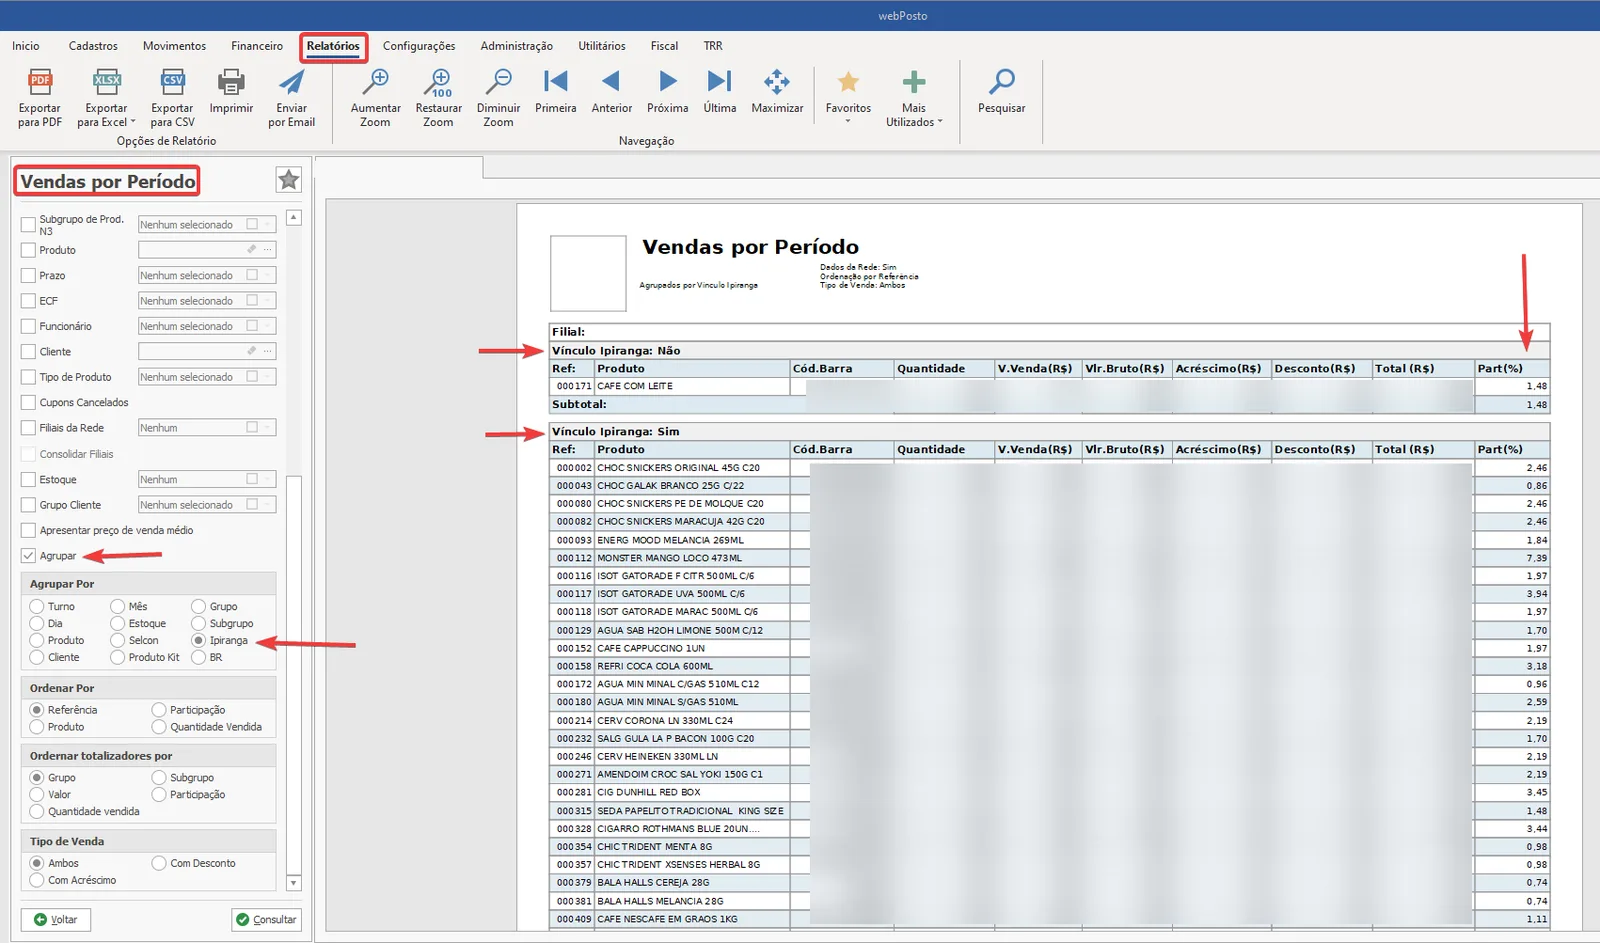 webPosto
Inicio Cadastros Movimentos Financeiro Relatórios Configurações Administração Utilitários Fiscal TRR
PDF XLSX CSV 100
Exportar para PDF Exportar para Excel Exportar para CSV Imprimir Enviar por Email Aumentar Zoom Restaurar Zoom Diminuir Zoom Primeira Anterior Próxima Última Maximizar Favoritos Mais Utilizados Pesquisar
Opções de Relatório Navegação
Vendas por Período
Subgrupo de Prod. N3 Nenhum selecionado
Produto ...
Prazo Nenhum selecionado
ECF Nenhum selecionado
Funcionário Nenhum selecionado
Cliente ...
Tipo de Produto Nenhum selecionado
Cupons Cancelados
Filiais da Rede Nenhum
Consolidar Filiais
Estoque Nenhum
Grupo Cliente Nenhum selecionado
Apresentar preço de venda médio
Agrupar
Agrupar Por
Turno Mês Grupo
Dia Estoque Subgrupo
Produto Selcon Ipiranga
Cliente Produto Kit BR
Ordenar Por
Referência Participação
Produto Quantidade Vendida
Ordernar totalizadores por
Grupo Subgrupo
Valor Participação
Quantidade vendida
Tipo de Venda
Ambos Com Desconto
Com Acréscimo
Voltar Consultar
Vendas por Período
Dados da Rede: Sim
Ordenação por Referência
Agrupados por Vinculo Ipiranga Tipo de Venda: Ambos
Filial:
Vínculo Ipiranga: Não
Ref: Produto Cód.Barra Quantidade V.Venda(R$) Vlr.Bruto(R$) Acréscimo(R$) Desconto(R$) Total (R$) Part(%)
000171 CAFE COM LEITE 1,48
Subtotal: 1,48
Vínculo Ipiranga: Sim
Ref: Produto Cód.Barra Quantidade V.Venda(R$) Vlr.Bruto(R$) Acréscimo(R$) Desconto(R$) Total (R$) Part(%)
000002 CHOC SNICKERS ORIGINAL 45G C20 2,46
000043 CHOC GALAK BRANCO 25G C/22 0,86
000080 CHOC SNICKERS PE DE MOLQUE C20 2,46
000082 CHOC SNICKERS MARACUJA 42G C20 2,46
000093 ENERG MOOD MELANCIA 269ML 1,84
000112 MONSTER MANGO LOCO 473ML 7,39
000116 ISOT GATORADE F CITR 500ML C/6 1,97
000117 ISOT GATORADE UVA 500ML C/6 3,94
000118 ISOT GATORADE MARAC 500ML C/6 1,97
000129 AGUA SAB H2OH LIMONE 500M C/12 1,70
000152 CAFE CAPPUCCINO 1UN 1,97
000158 REFRI COCA COLA 600ML 3,18
000172 AGUA MIN MINAL C/GAS 510ML C12 0,96
000180 AGUA MIN MINAL S/GAS 510ML 2,59
000214 CERV CORONA LN 330ML C24 2,19
000232 SALG GULA LA P BACON 100G C20 1,70
000246 CERV HEINEKEN 330ML LN 2,19
000271 AMENDOIM CROC SAL YOKI 150G C1 2,19
000281 CIG DUNHILL RED BOX 3,45
000315 SEDA PAPELITO TRADICIONAL KING SIZE 1,48
000328 CIGARRO ROTHMANS BLUE 20UN.... 3,44
000354 CHIC TRIDENT MENTA 8G 0,98
000357 CHIC TRIDENT XSENSES HERBAL 8G 0,98
000379 BALA HALLS CEREJA 28G 0,74
000381 BALA HALLS MELANCIA 28G 0,74
000409 CAFE NESCAFE EM GRAOS 1KG 1,11